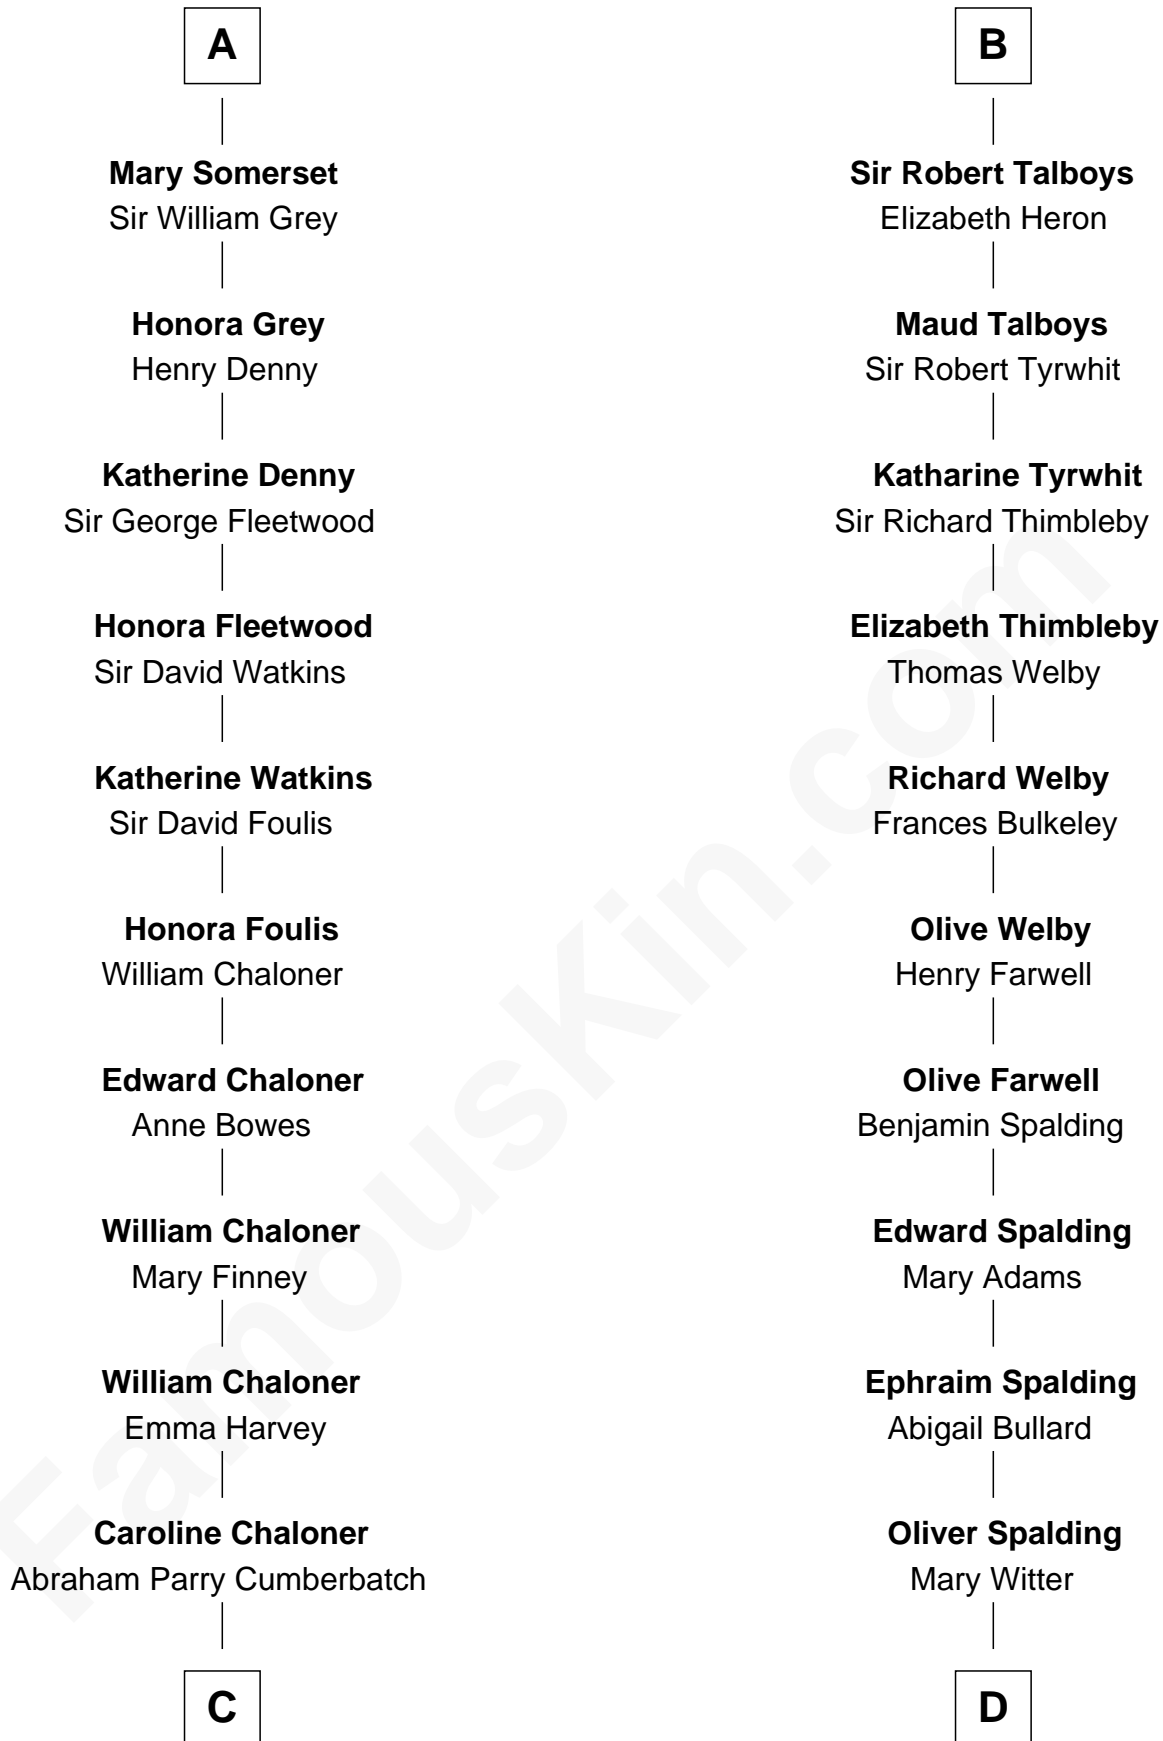 A
Mary Somerset
Sir William Grey
Honora Grey
Henry Denny
Katherine Denny
Sir George Fleetwood
Honora Fleetwood
Sir David Watkins
Katherine Watkins
Sir David Foulis
Honora Foulis
William Chaloner
Edward Chaloner
Anne Bowes
William Chaloner
Mary Finney
William Chaloner
Emma Harvey
Caroline Chaloner
Abraham Parry Cumberbatch
C
B
Sir Robert Talboys
Elizabeth Heron
Maud Talboys
Sir Robert Tyrwhit
Katharine Tyrwhit
Sir Richard Thimbleby
Elizabeth Thimbleby
Thomas Welby
Richard Welby
Frances Bulkeley
Olive Welby
Henry Farwell
Olive Farwell
Benjamin Spalding
Edward Spalding
Mary Adams
Ephraim Spalding
Abigail Bullard
Oliver Spalding
Mary Witter
D
FamousKin.com